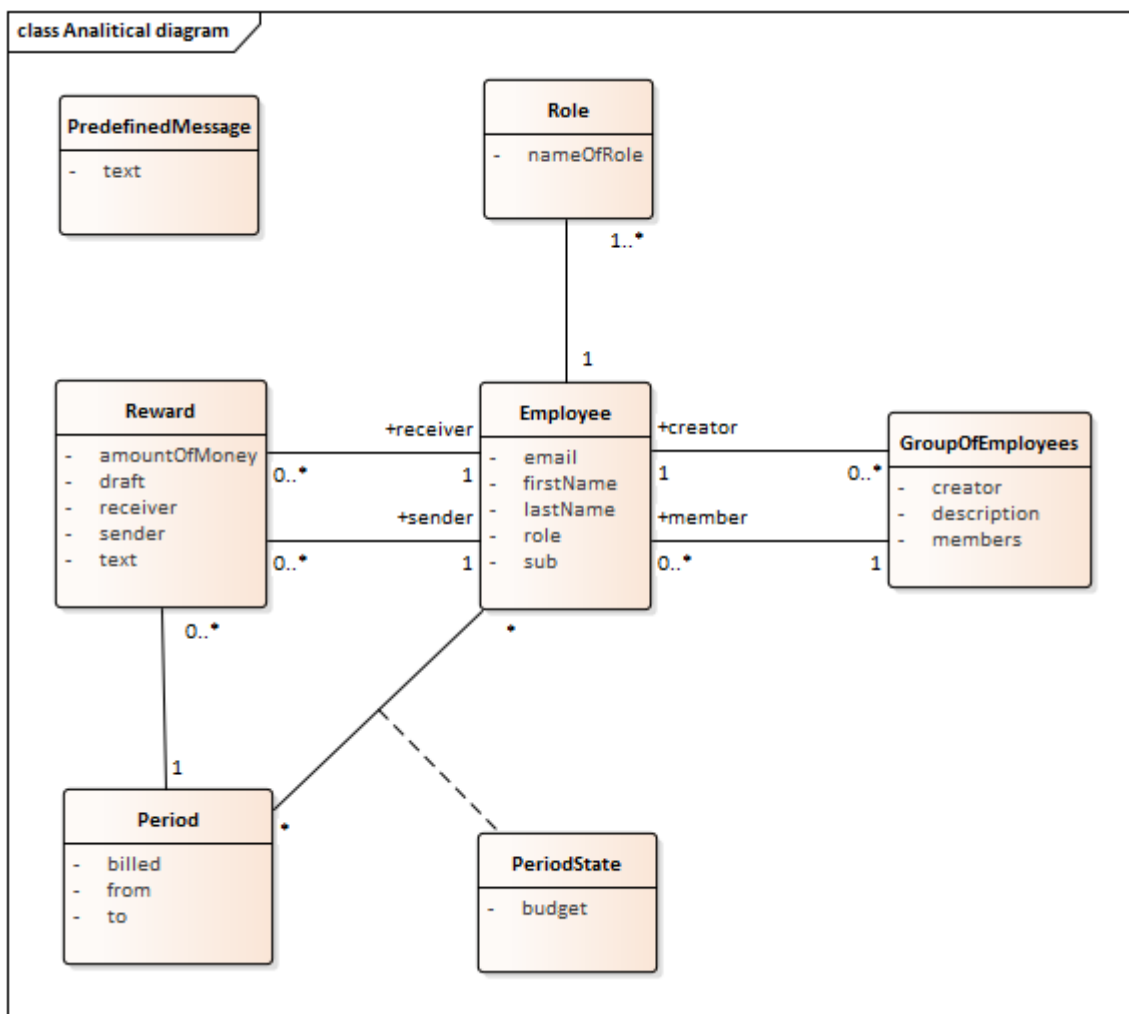 class Analitical diagram
PredefinedMessage
- text
Role
- nameOfRole
1..*
1
Reward
- amountOfMoney
- draft
- receiver
- sender
- text
+receiver
0..*
1
+sender
0..*
1
Employee
- email
- firstName
- lastName
- role
- sub
+creator
1
0..*
+member
0..*
1
GroupOfEmployees
- creator
- description
- members
0..*
1
*
*
Period
- billed
- from
- to
PeriodState
- budget